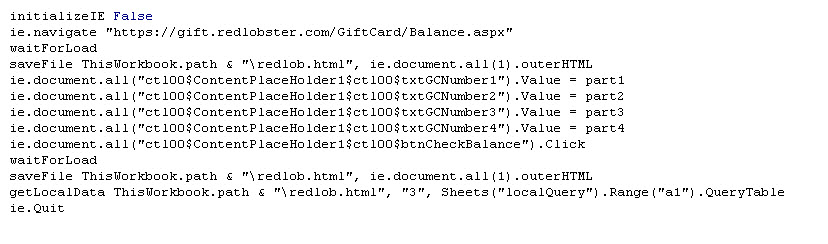 initializeIE False
ie.navigate "https://gift.redlobster.com/GiftCard/Balance.aspx"
waitForLoad
saveFile ThisWorkbook.path & "\redlob.html", ie.document.all(1).outerHTML
ie.document.all("ctl00$ContentPlaceHolder1$ctl00$txtGCNumber1").Value = part1
ie.document.all("ctl00$ContentPlaceHolder1$ctl00$txtGCNumber2").Value = part2
ie.document.all("ctl00$ContentPlaceHolder1$ctl00$txtGCNumber3").Value = part3
ie.document.all("ctl00$ContentPlaceHolder1$ctl00$txtGCNumber4").Value = part4
ie.document.all("ctl00$ContentPlaceHolder1$ctl00$btnCheckBalance").Click
waitForLoad
saveFile ThisWorkbook.path & "\redlob.html", ie.document.all(1).outerHTML
getLocalData ThisWorkbook.path & "\redlob.html", "3", Sheets("localQuery").Range("a1").QueryTable
ie.Quit